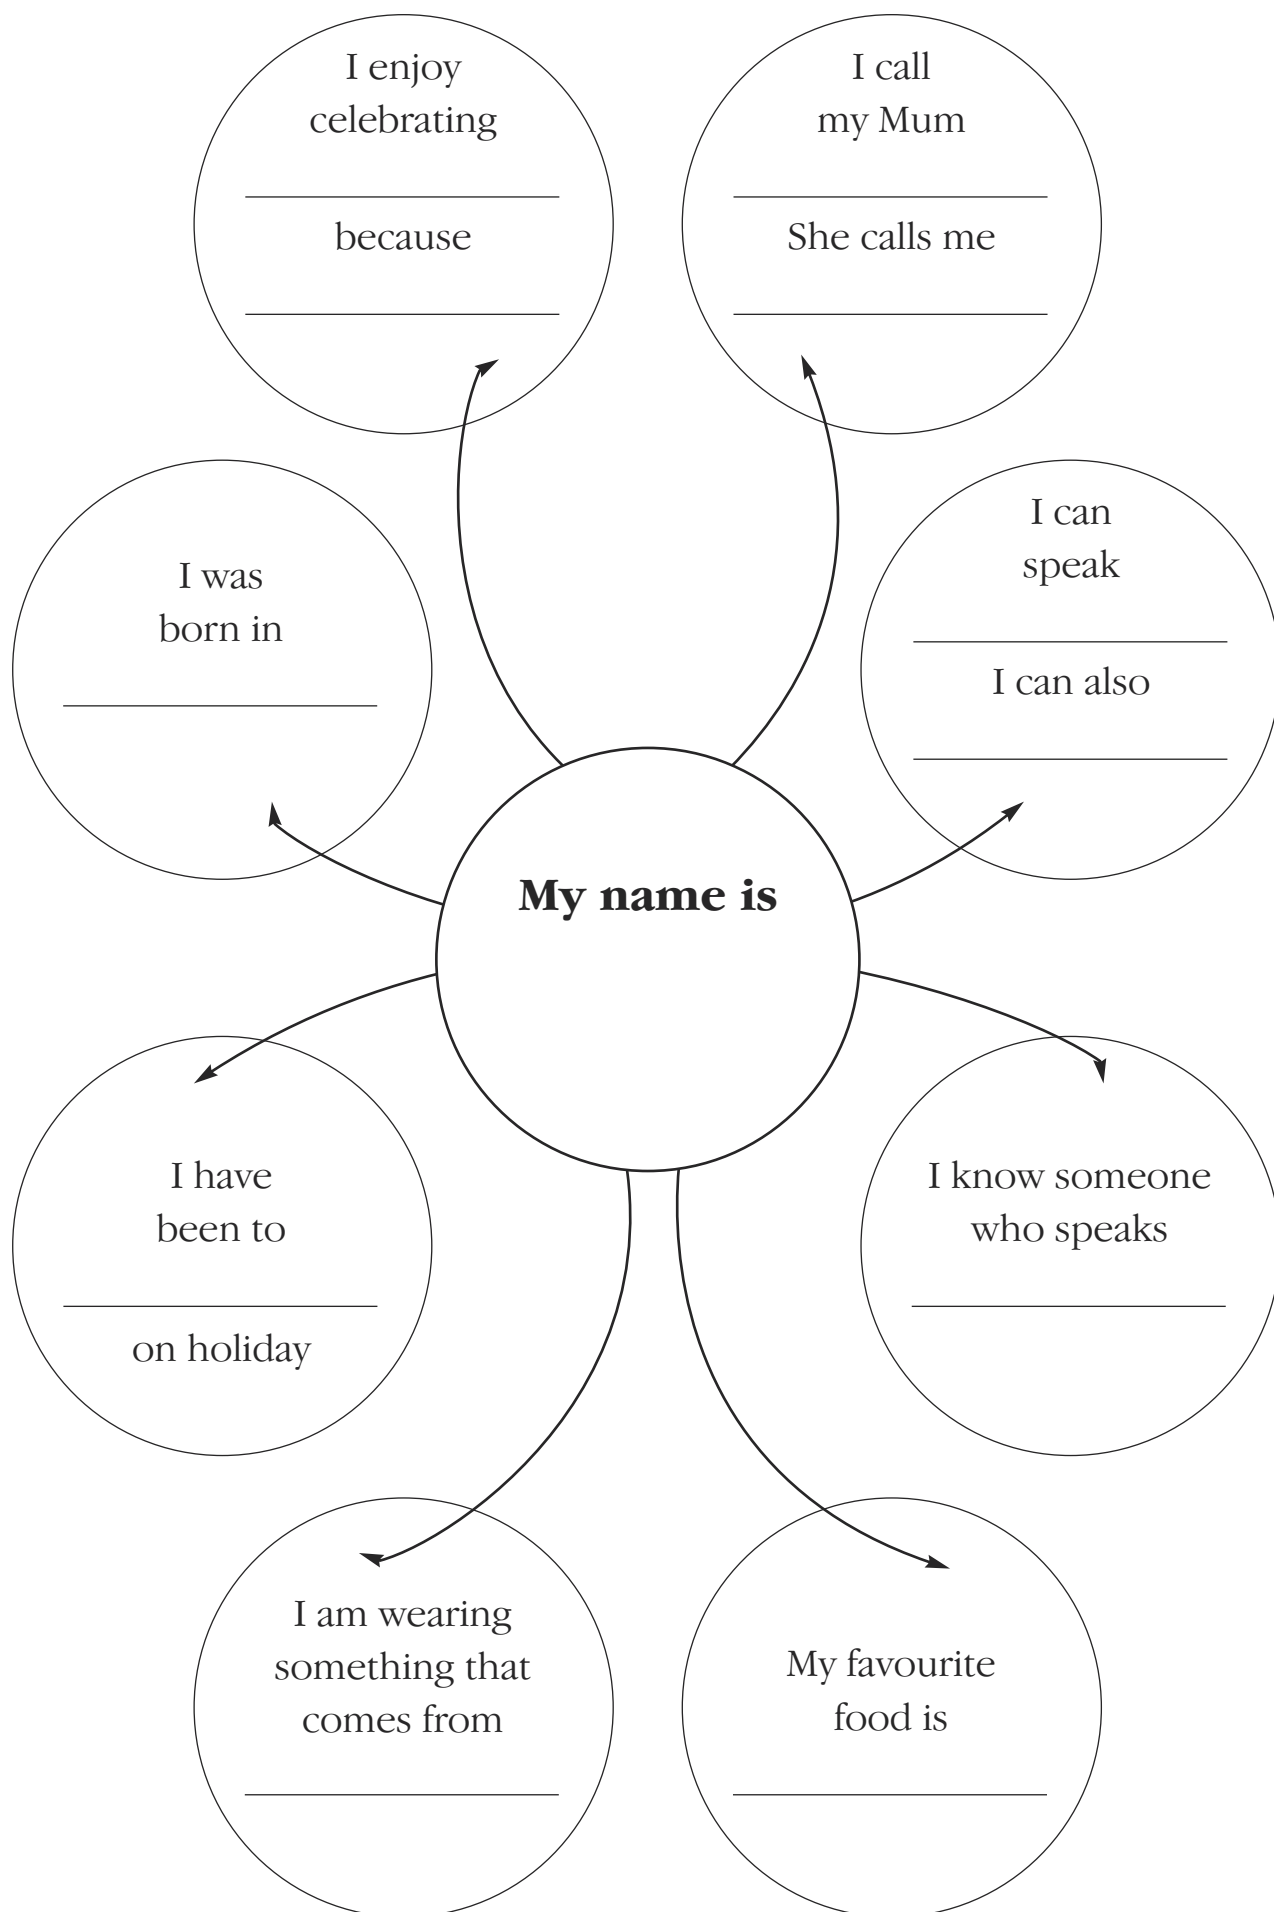 I enjoy
celebrating
because
I call
my Mum
She calls me
I was
born in
I can
speak
I can also
My name is
I have
been to
on holiday
I know someone
who speaks
I am wearing
something that
comes from
My favourite
food is